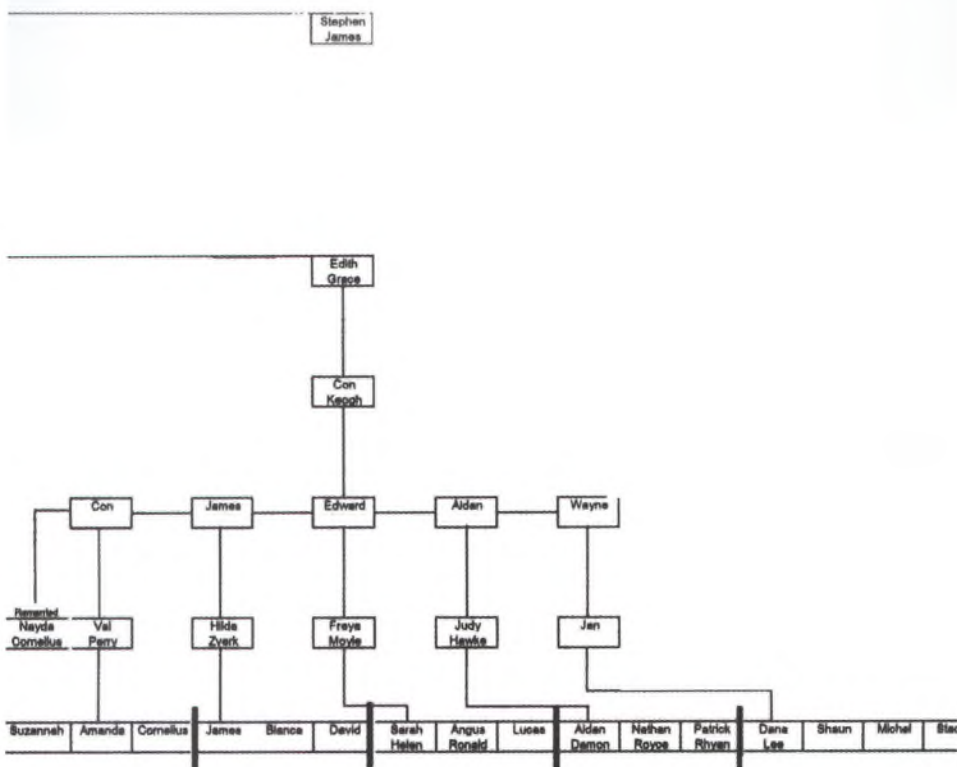 Stephen
James
Edith
Grace
Con
Keogh
Con
James
Edward
Aidan
Wayne
Remarried
Nayda
Cornelius
Val
Perry
Hilda
Zverk
Freya
Moyle
Judy
Hawke
Jan
Suzannah
Amanda
Cornelius
James
Bianca
David
Sarah
Helen
Angus
Ronald
Lucas
Aidan
Damon
Nathan
Royce
Patrick
Rhyan
Dana
Lee
Shaun
Michel